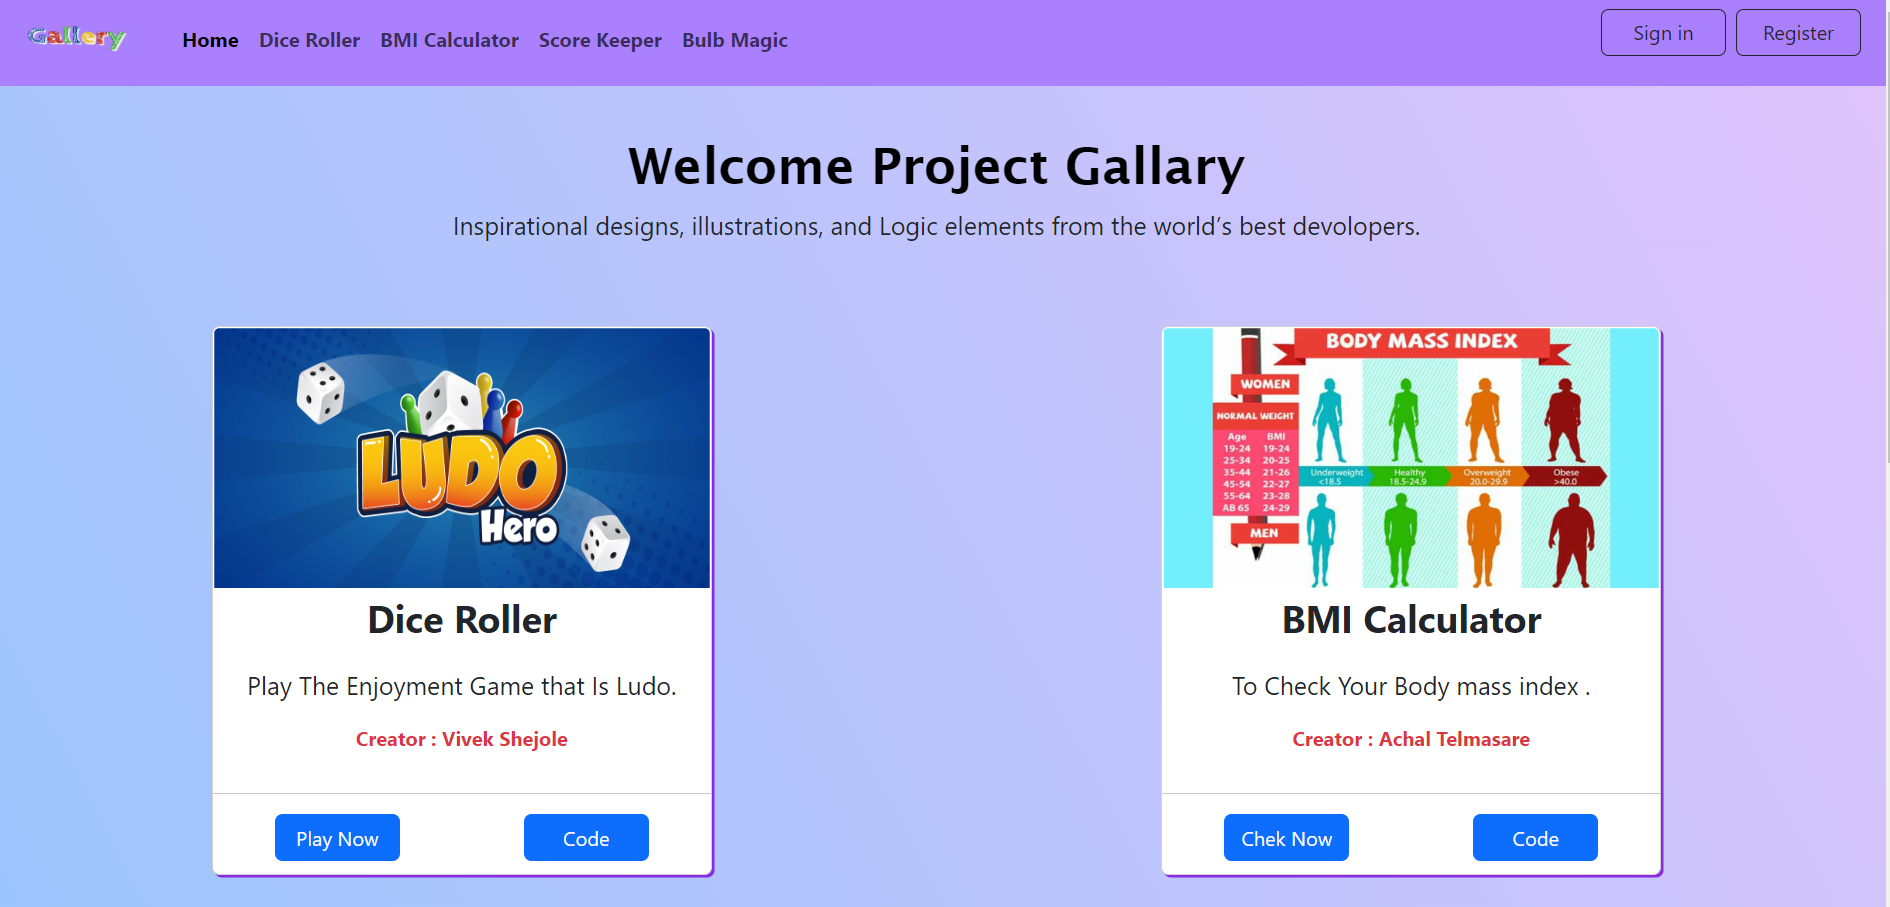 Gallery
Home Dice Roller BMI Calculator Score Keeper Bulb Magic
Sign in Register
Welcome Project Gallary
Inspirational designs, illustrations, and Logic elements from the world’s best devolopers.
LUDO
Hero
Dice Roller
Play The Enjoyment Game that Is Ludo.
Creator : Vivek Shejole
Play Now Code
BODY MASS INDEX
WOMEN
NORMAL WEIGHT
Age BMI
19-24 19-24
25-34 20-25
35-44 21-26
45-54 22-27
55-64 23-28
AB 65 24-29
MEN
Underweight
<18.5
Healthy
18.5-24.9
Overweight
20.0-29.9
Obese
>40.0
BMI Calculator
To Check Your Body mass index .
Creator : Achal Telmasare
Chek Now Code